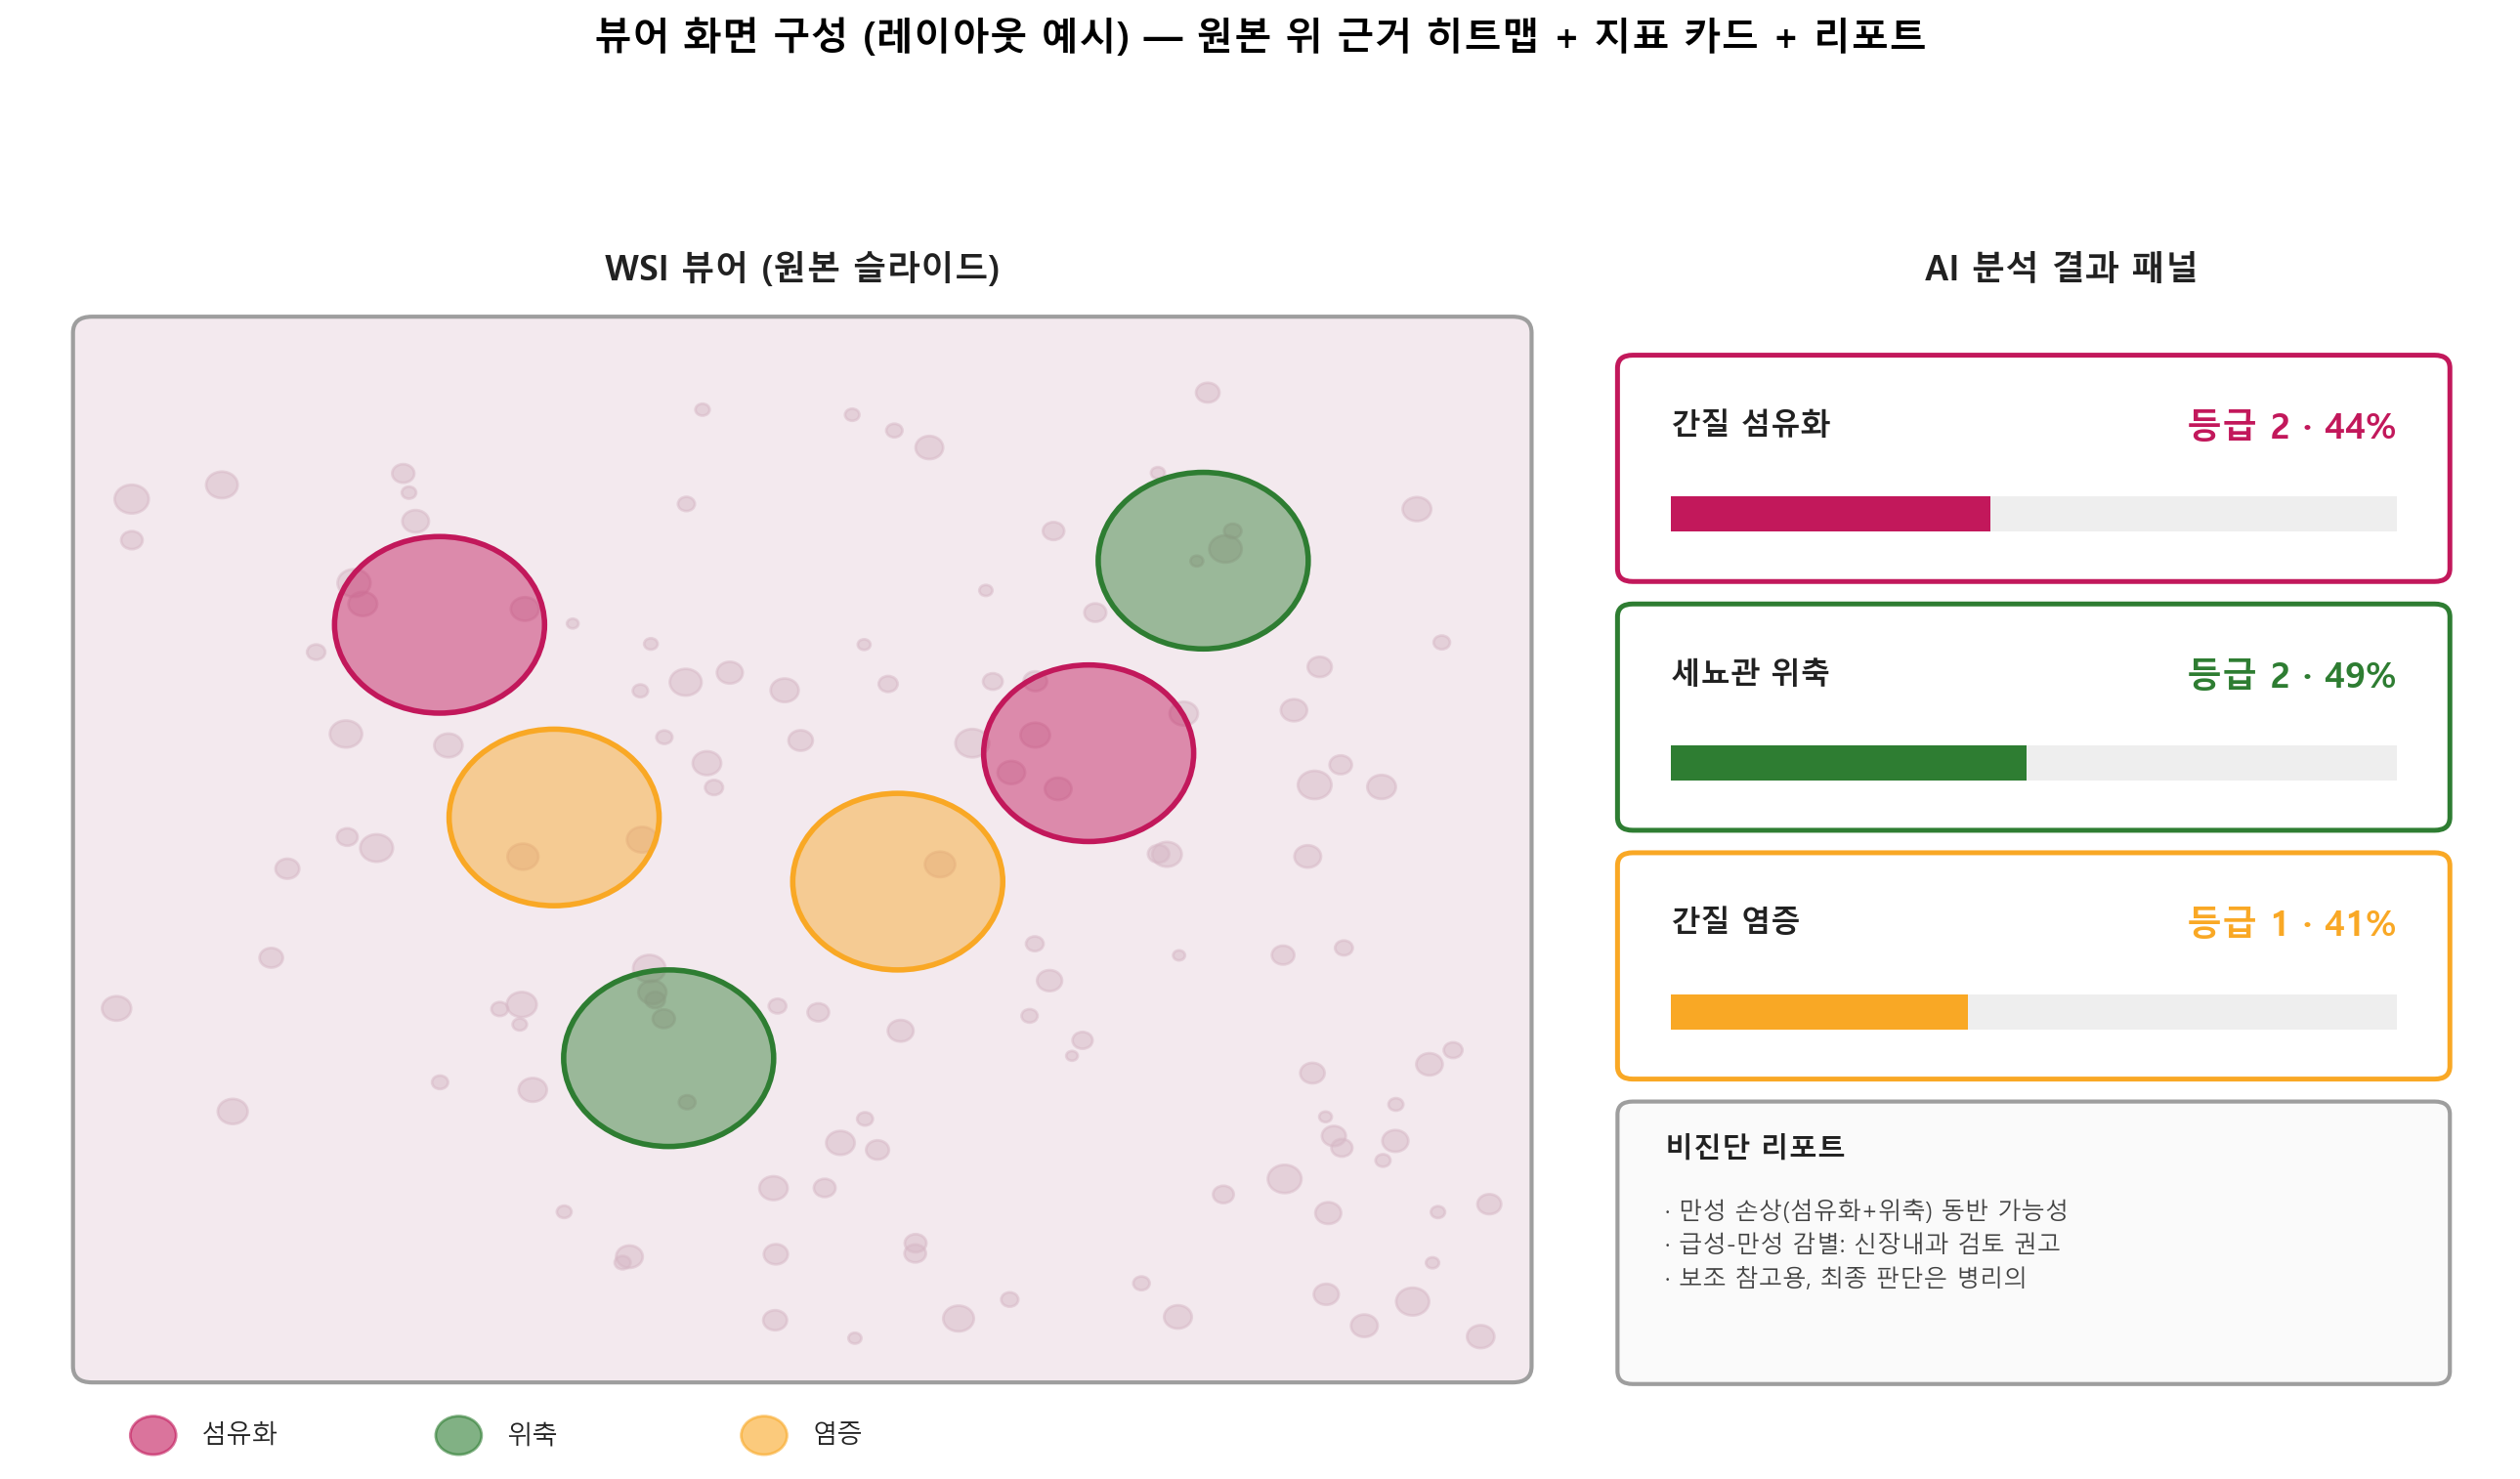 뷰어 화면 구성 (레이아웃 예시) — 원본 위 근거 히트맵 + 지표 카드 + 리포트
WSI 뷰어 (원본 슬라이드)
AI 분석 결과 패널
간질 섬유화
등급 2 · 44%
세뇨관 위축
등급 2 · 49%
간질 염증
등급 1 · 41%
비진단 리포트
· 만성 손상(섬유화+위축) 동반 가능성
· 급성-만성 감별: 신장내과 검토 권고
· 보조 참고용, 최종 판단은 병리의
섬유화
위축
염증